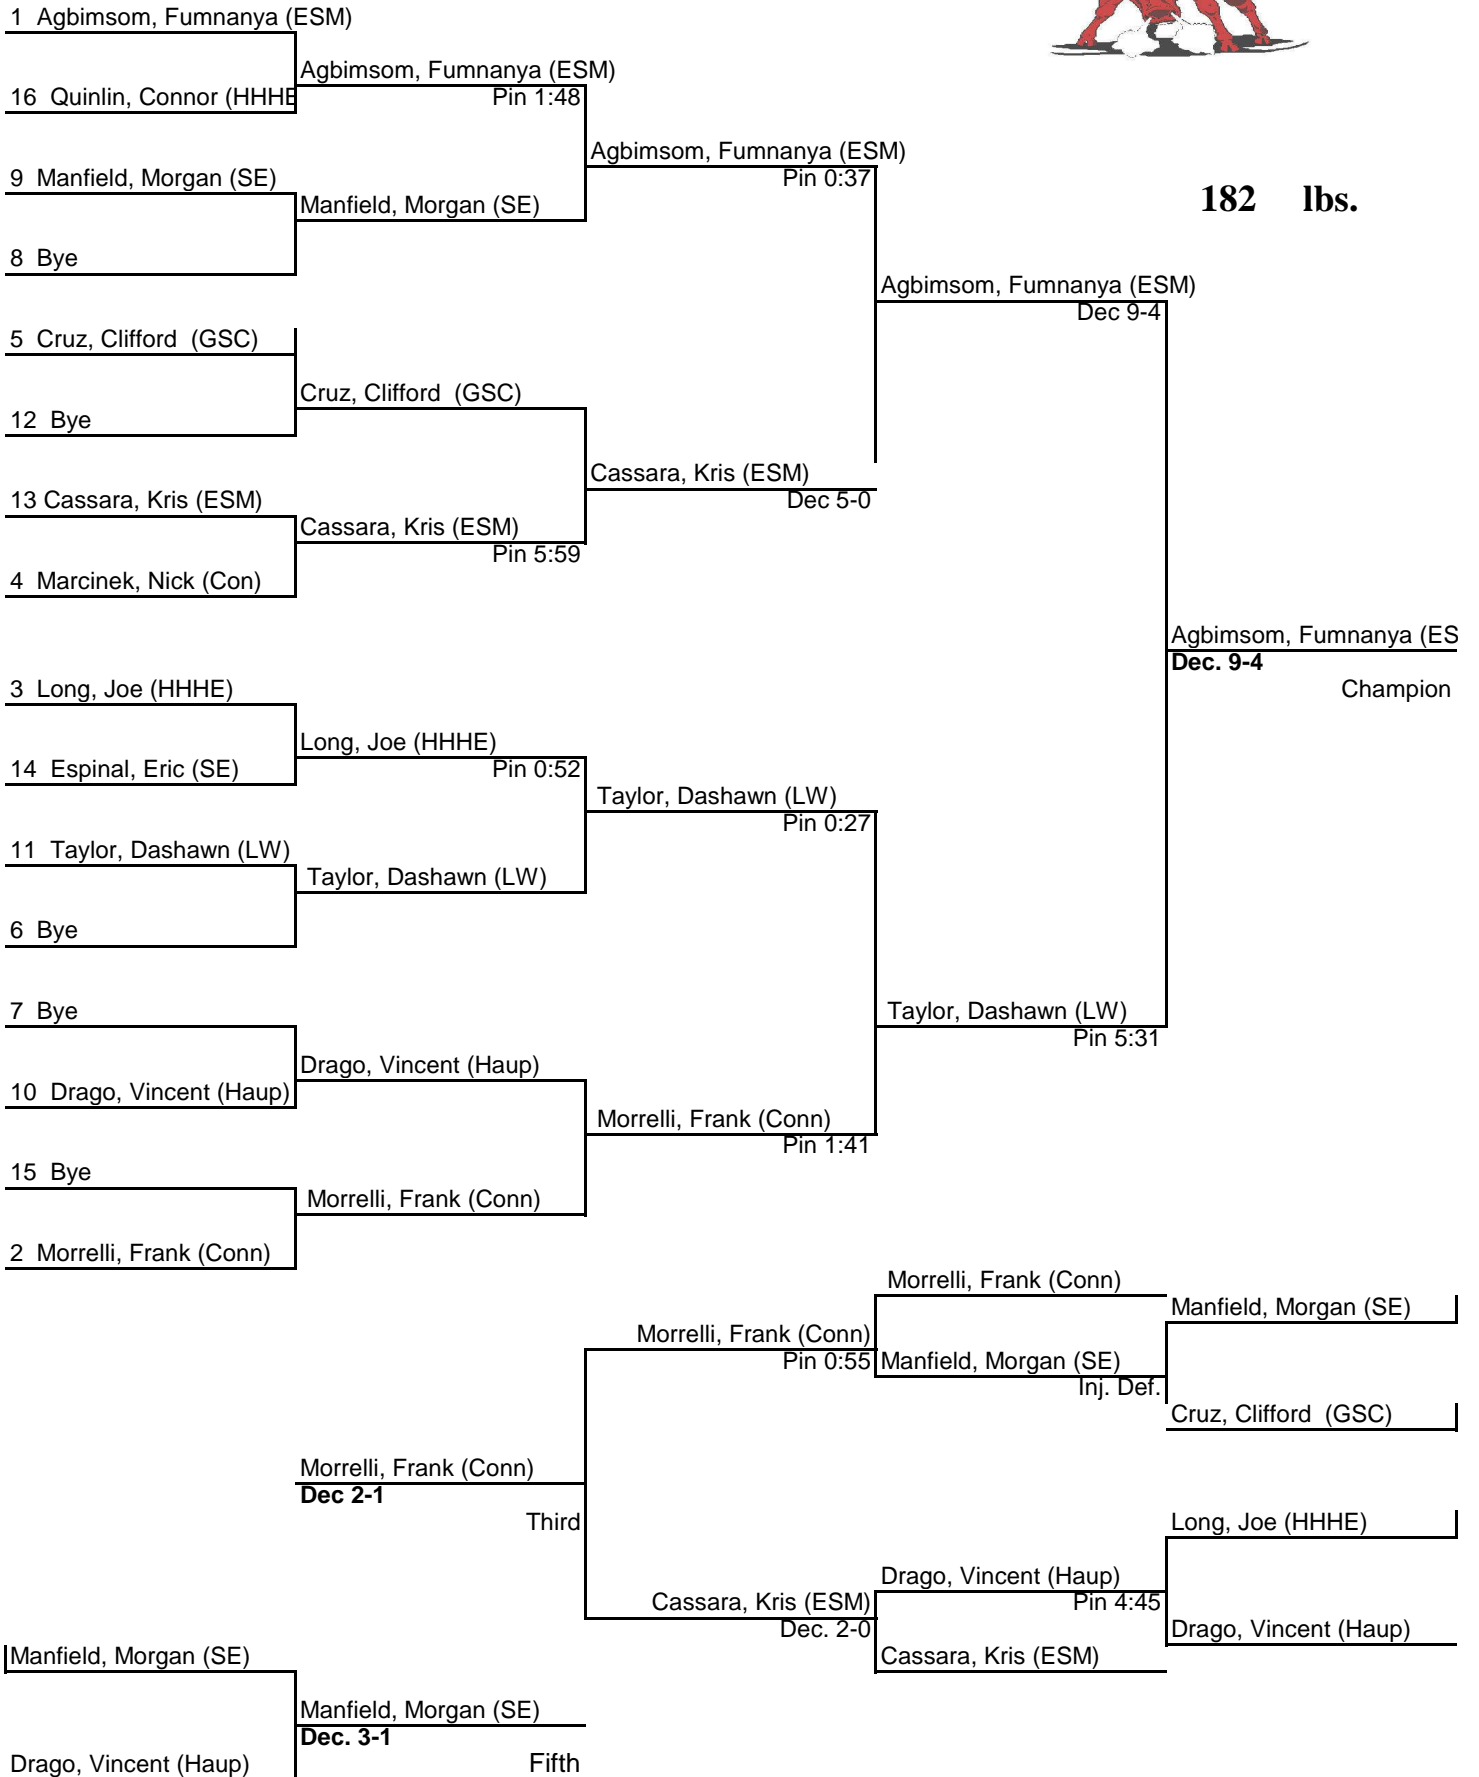 1 Agbimsom, Fumnanya (ESM)
Agbimsom, Fumnanya (ESM)
16 Quinlin, Connor (HHHE
Pin 1:48
Agbimsom, Fumnanya (ESM)
9 Manfield, Morgan (SE)
Pin 0:37
182 lbs.
Manfield, Morgan (SE)
8 Bye
Agbimsom, Fumnanya (ESM)
Dec 9-4
5 Cruz, Clifford (GSC)
Cruz, Clifford (GSC)
12 Bye
Cassara, Kris (ESM)
13 Cassara, Kris (ESM)
Dec 5-0
Cassara, Kris (ESM)
Pin 5:59
4 Marcinek, Nick (Con)
Agbimsom, Fumnanya (ES
Dec. 9-4
3 Long, Joe (HHHE)
Champion
Long, Joe (HHHE)
14 Espinal, Eric (SE)
Pin 0:52
Taylor, Dashawn (LW)
Pin 0:27
11 Taylor, Dashawn (LW)
Taylor, Dashawn (LW)
6 Bye
7 Bye
Taylor, Dashawn (LW)
Pin 5:31
Drago, Vincent (Haup)
10 Drago, Vincent (Haup)
Morrelli, Frank (Conn)
Pin 1:41
15 Bye
Morrelli, Frank (Conn)
2 Morrelli, Frank (Conn)
Morrelli, Frank (Conn)
Manfield, Morgan (SE)
Morrelli, Frank (Conn)
Pin 0:55
Manfield, Morgan (SE)
Inj. Def.
Cruz, Clifford (GSC)
Morrelli, Frank (Conn)
Dec 2-1
Third
Long, Joe (HHHE)
Drago, Vincent (Haup)
Cassara, Kris (ESM)
Pin 4:45
Dec. 2-0
Drago, Vincent (Haup)
Manfield, Morgan (SE)
Cassara, Kris (ESM)
Manfield, Morgan (SE)
Dec. 3-1
Drago, Vincent (Haup)
Fifth